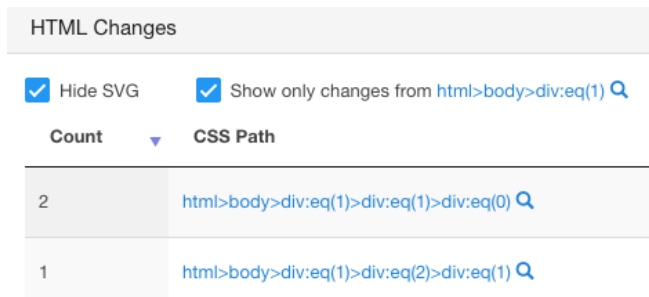 HTML Changes
Hide SVG Show only changes from html>body>div:eq(1)
Count CSS Path
2 html>body>div:eq(1)>div:eq(1)>div:eq(0)
1 html>body>div:eq(1)>div:eq(2)>div:eq(1)